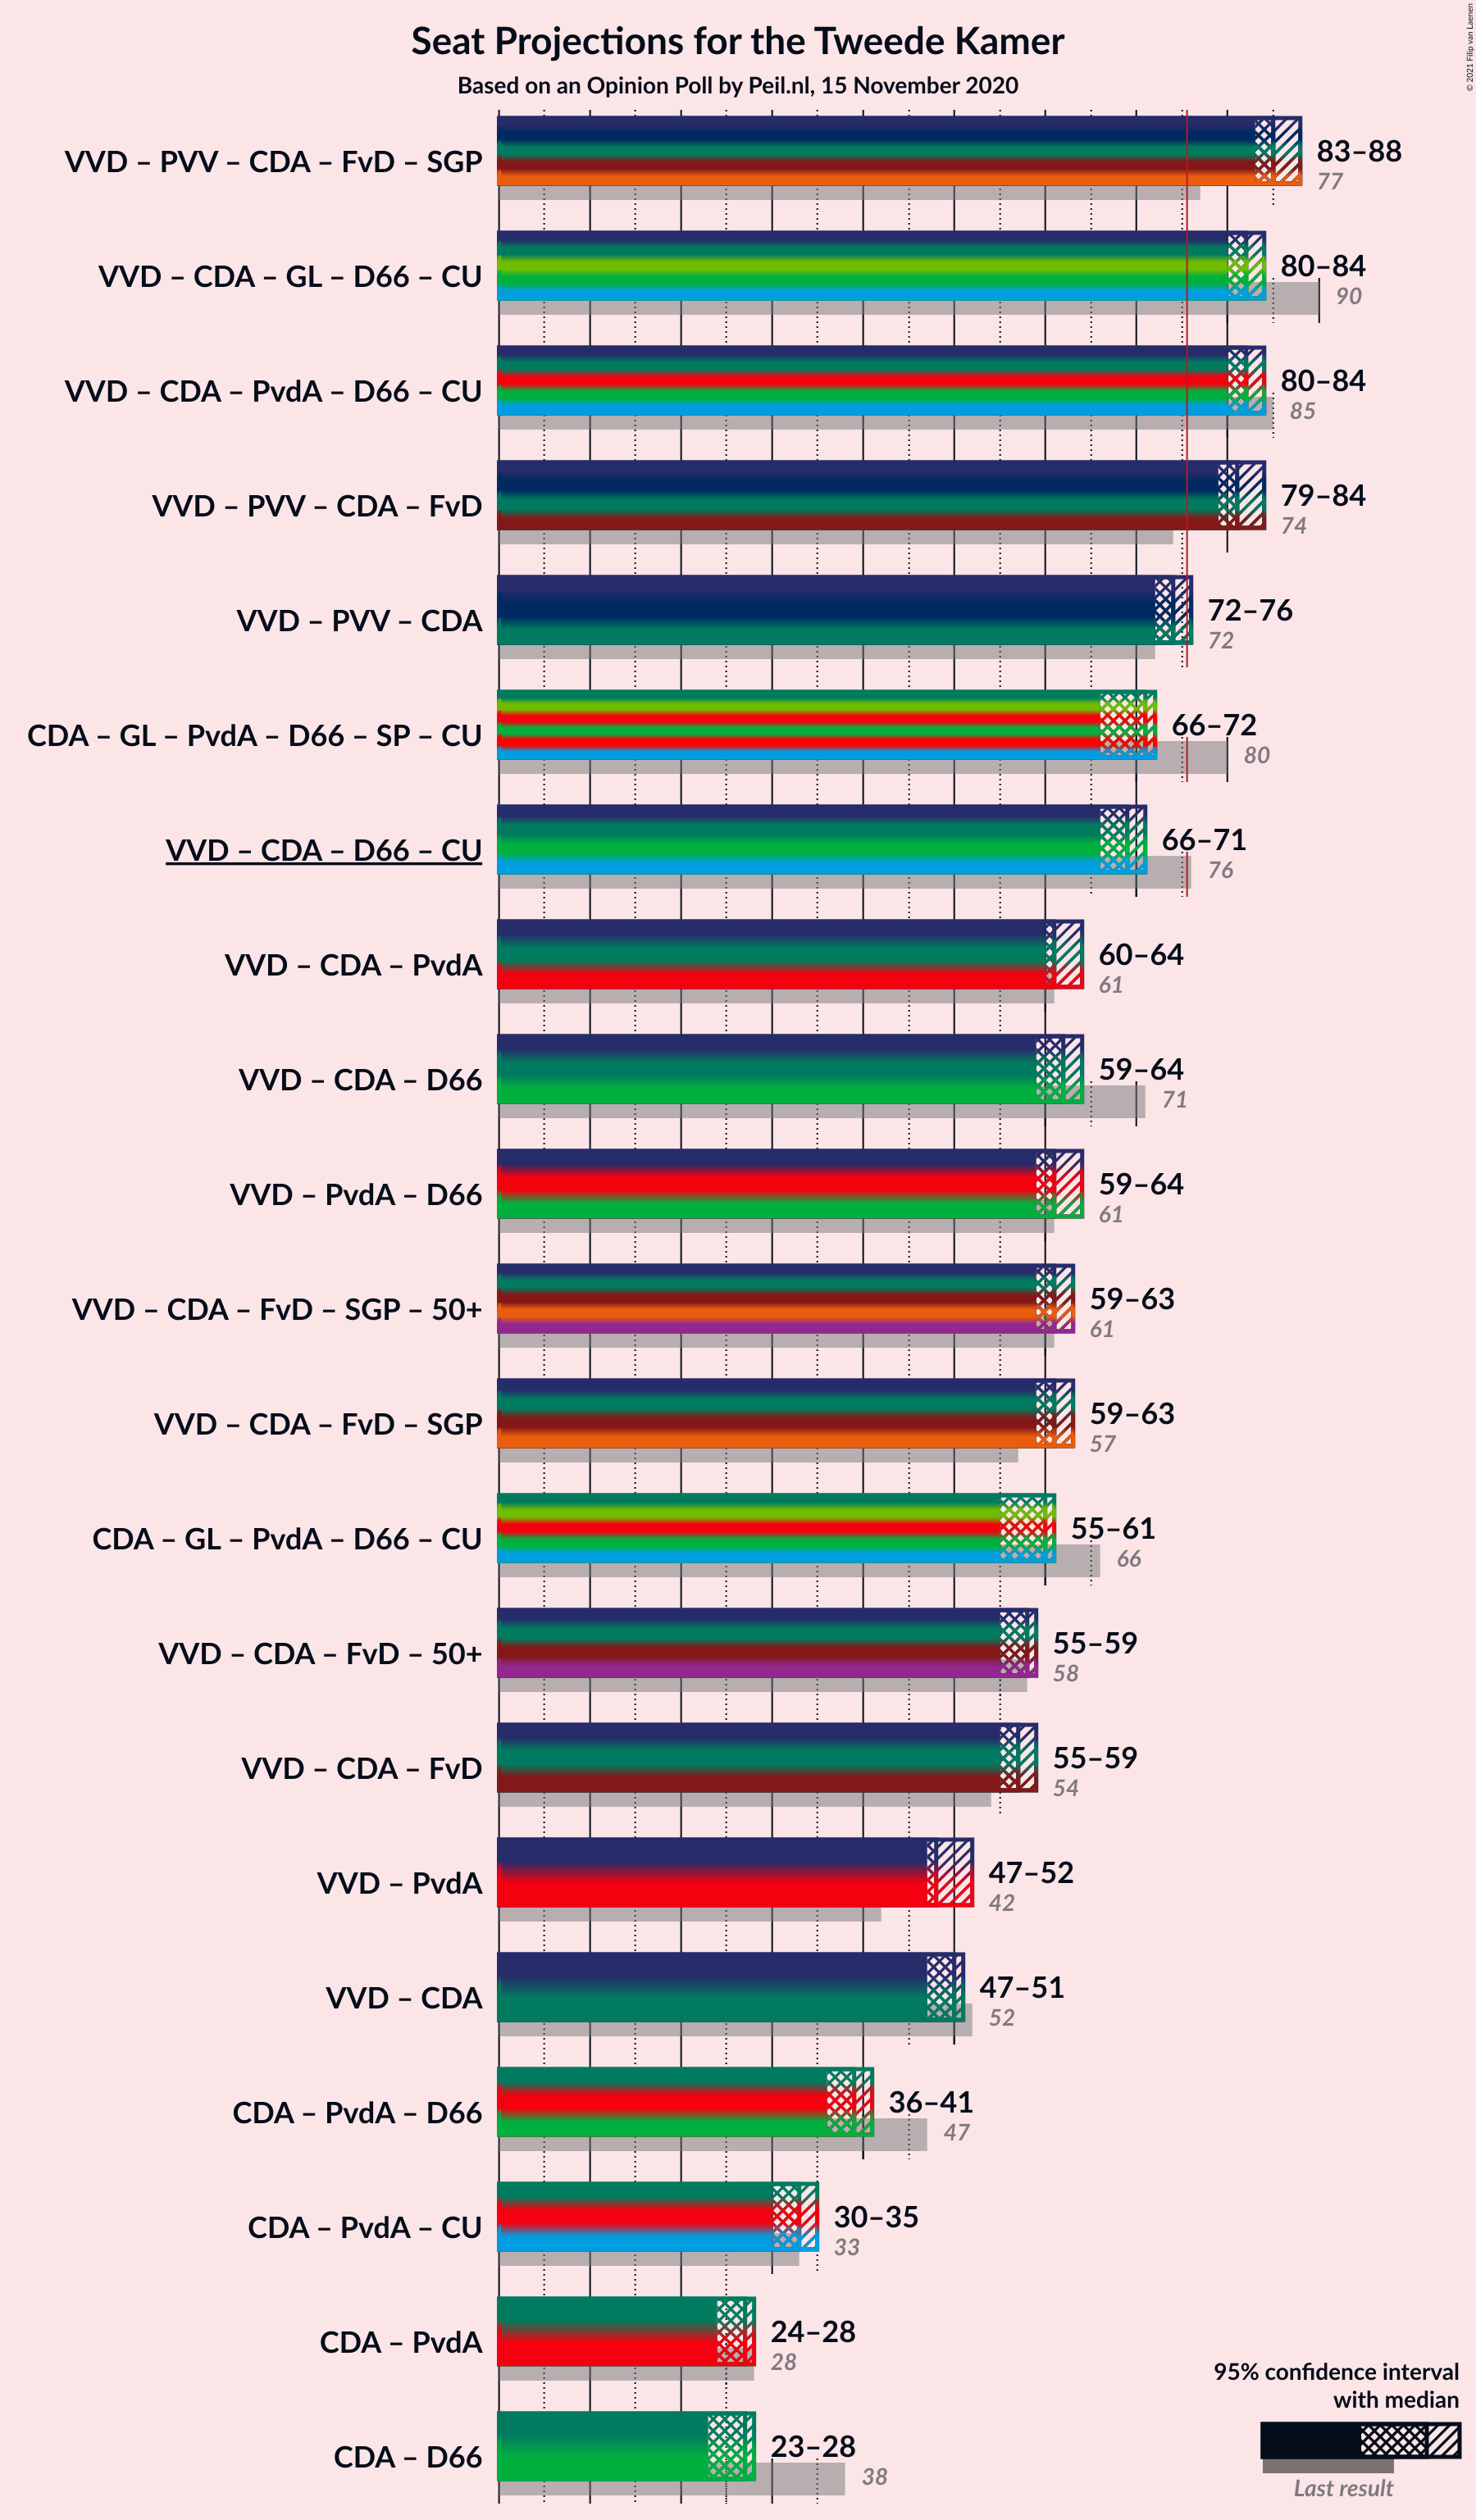 Seat Projections for the Tweede Kamer
Based on an Opinion Poll by Peil.nl, 15 November 2020
© 2021 Filip van Laenen
VVD – PVV – CDA – FvD – SGP
83–88
77
VVD – CDA – GL – D66 – CU
80–84
90
VVD – CDA – PvdA – D66 – CU
80–84
85
VVD – PVV – CDA – FvD
79–84
74
VVD – PVV – CDA
72–76
72
CDA – GL – PvdA – D66 – SP – CU
66–72
80
VVD – CDA – D66 – CU
66–71
76
VVD – CDA – PvdA
60–64
61
VVD – CDA – D66
59–64
71
VVD – PvdA – D66
59–64
61
VVD – CDA – FvD – SGP – 50+
59–63
61
VVD – CDA – FvD – SGP
59–63
57
CDA – GL – PvdA – D66 – CU
55–61
66
VVD – CDA – FvD – 50+
55–59
58
VVD – CDA – FvD
55–59
54
VVD – PvdA
47–52
42
VVD – CDA
47–51
52
CDA – PvdA – D66
36–41
47
CDA – PvdA – CU
30–35
33
CDA – PvdA
24–28
28
CDA – D66
23–28
38
95% confidence interval
with median
Last result